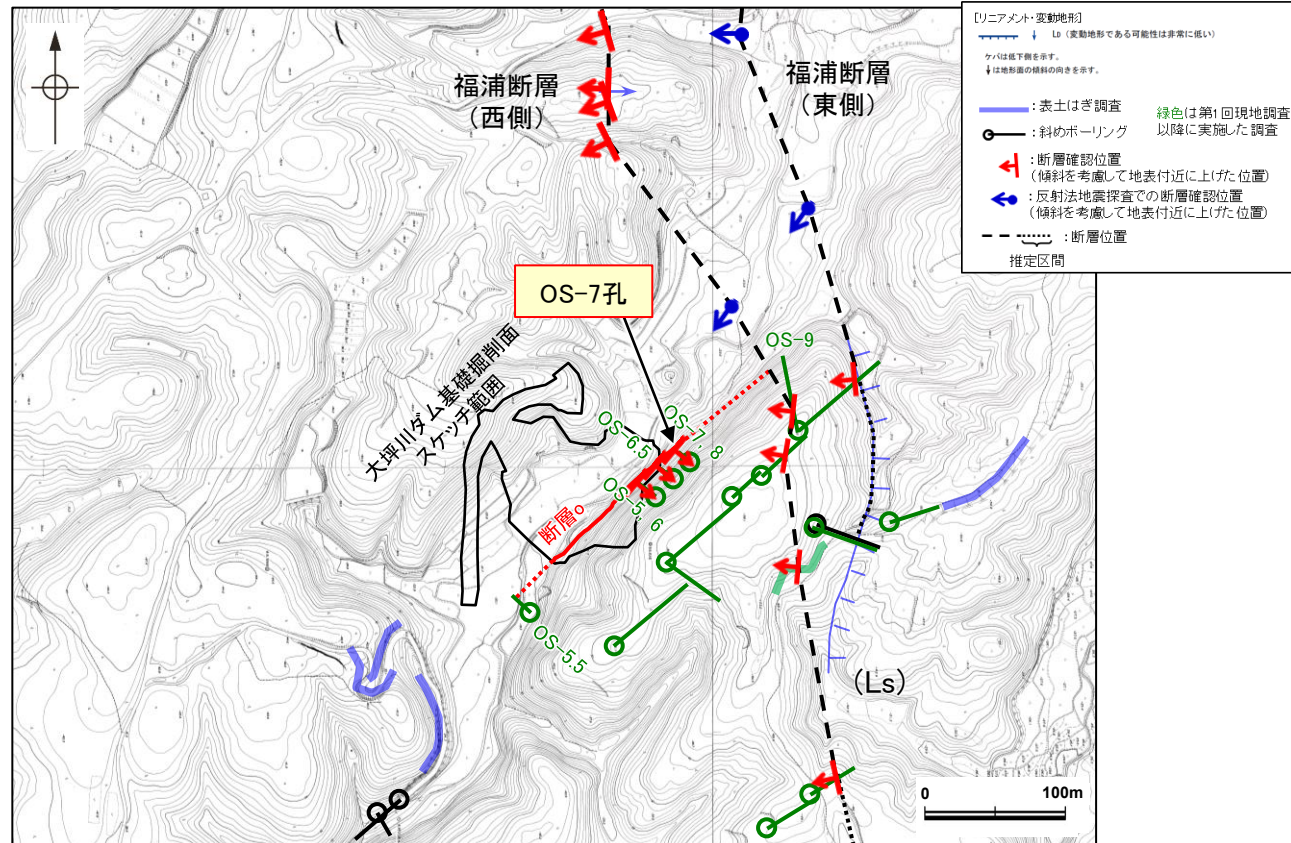 [リニアメント・変動地形]
LD（変動地形である可能性は非常に低い）
ケバは低下側を示す。
↓は地形面の傾斜の向きを示す。
：表土はぎ調査
：斜めボーリング
緑色は第1回現地調査
以降に実施した調査
：断層確認位置
（傾斜を考慮して地表付近に上げた位置）
：反射法地震探査での断層確認位置
（傾斜を考慮して地表付近に上げた位置）
：断層位置
推定区間
福浦断層
（西側）
福浦断層
（東側）
OS-7孔
OS-9
大坪川ダム基礎掘削面
スケッチ範囲
OS-6.5
OS-7, 8
OS-5, 6
断層o
OS-5.5
(Ls)
0
100m